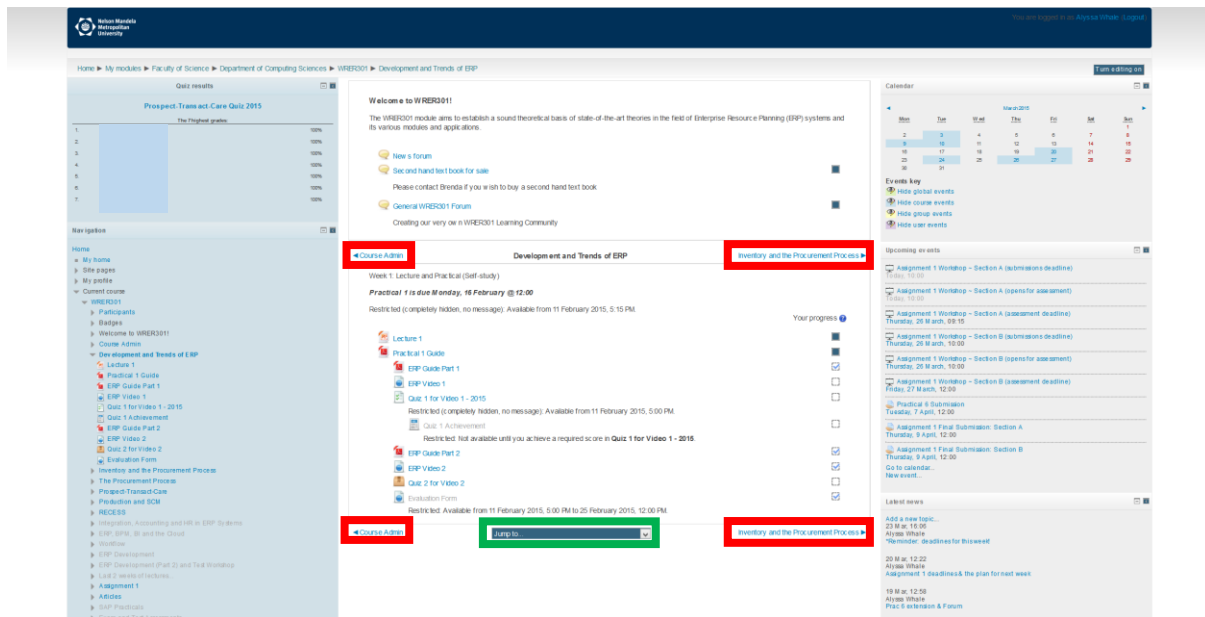 Nelson Mandela
Metropolitan
University
You are logged in as Alyssa Whale (Logout)
Home ► My modules ► Faculty of Science ► Department of Computing Sciences ► WRER301 ► Development and Trends of ERP
Turn editing on
Quiz results
Prospect-Transact-Care Quiz 2015
The 7 highest grades:
1. 100%
2. 100%
3. 100%
4. 100%
5. 100%
6. 100%
7. 100%
Navigation
Home
My home
Site pages
My profile
Current course
WRER301
Participants
Badges
Welcome to WRER301!
Course Admin
Development and Trends of ERP
Lecture 1
Practical 1 Guide
ERP Guide Part 1
ERP Video 1
Quiz 1 for Video 1 - 2015
Quiz 1 Achievement
ERP Guide Part 2
ERP Video 2
Quiz 2 for Video 2
Evaluation Form
Inventory and the Procurement Process
The Procurement Process
Prospect-Transact-Care
Production and SCM
RECESS
Integration, Accounting and HR in ERP Systems
ERP, BPM, BI and the Cloud
Workflow
ERP Development
ERP Development (Part 2) and Test Workshop
Last 2 weeks of lectures
Assignment 1
Articles
SAP Practicals
Welcome to WRER301!
The WRER301 module aims to establish a sound theoretical basis of state-of-the-art theories in the field of Enterprise Resource Planning (ERP) systems and
its various modules and applications.
News forum
Second hand text book for sale
Please contact Brenda if you wish to buy a second hand text book
General WRER301 Forum
Creating our very own WRER301 Learning Community
◄ Course Admin
Development and Trends of ERP
Inventory and the Procurement Process ►
Week 1: Lecture and Practical (Self-study)
Practical 1 is due Monday, 16 February @ 12:00
Restricted (completely hidden, no message): Available from 11 February 2015, 5:15 PM.
Your progress
Lecture 1
Practical 1 Guide
ERP Guide Part 1
ERP Video 1
Quiz 1 for Video 1 - 2015
Restricted (completely hidden, no message): Available from 11 February 2015, 5:00 PM.
Quiz 1 Achievement
Restricted: Not available until you achieve a required score in Quiz 1 for Video 1 - 2015.
ERP Guide Part 2
ERP Video 2
Quiz 2 for Video 2
Evaluation Form
Restricted: Available from 11 February 2015, 5:00 PM to 25 February 2015, 12:00 PM.
◄ Course Admin
Jump to...
Inventory and the Procurement Process ►
Calendar
◄ March 2015 ►
Mon Tue Wed Thu Fri Sat Sun
1
2 3 4 5 6 7 8
9 10 11 12 13 14 15
16 17 18 19 20 21 22
23 24 25 26 27 28 29
30 31
Events key
Hide global events
Hide course events
Hide group events
Hide user events
Upcoming events
Assignment 1 Workshop – Section A (submissions deadline)
Today, 10:00
Assignment 1 Workshop – Section A (opens for assessment)
Today, 10:00
Assignment 1 Workshop – Section A (assessment deadline)
Thursday, 26 March, 09:15
Assignment 1 Workshop – Section B (submissions deadline)
Thursday, 26 March, 10:00
Assignment 1 Workshop – Section B (opens for assessment)
Thursday, 26 March, 10:00
Assignment 1 Workshop – Section B (assessment deadline)
Friday, 27 March, 12:00
Practical 6 Submission
Tuesday, 7 April, 12:00
Assignment 1 Final Submission: Section A
Thursday, 9 April, 12:00
Assignment 1 Final Submission: Section B
Thursday, 9 April, 12:00
Go to calendar...
New event...
Latest news
Add a new topic...
23 Mar, 16:06
Alyssa Whale
*Reminder: deadlines for this week*
20 Mar, 12:22
Alyssa Whale
Assignment 1 deadlines & the plan for next week
19 Mar, 12:58
Alyssa Whale
Prac 6 extension & Forum